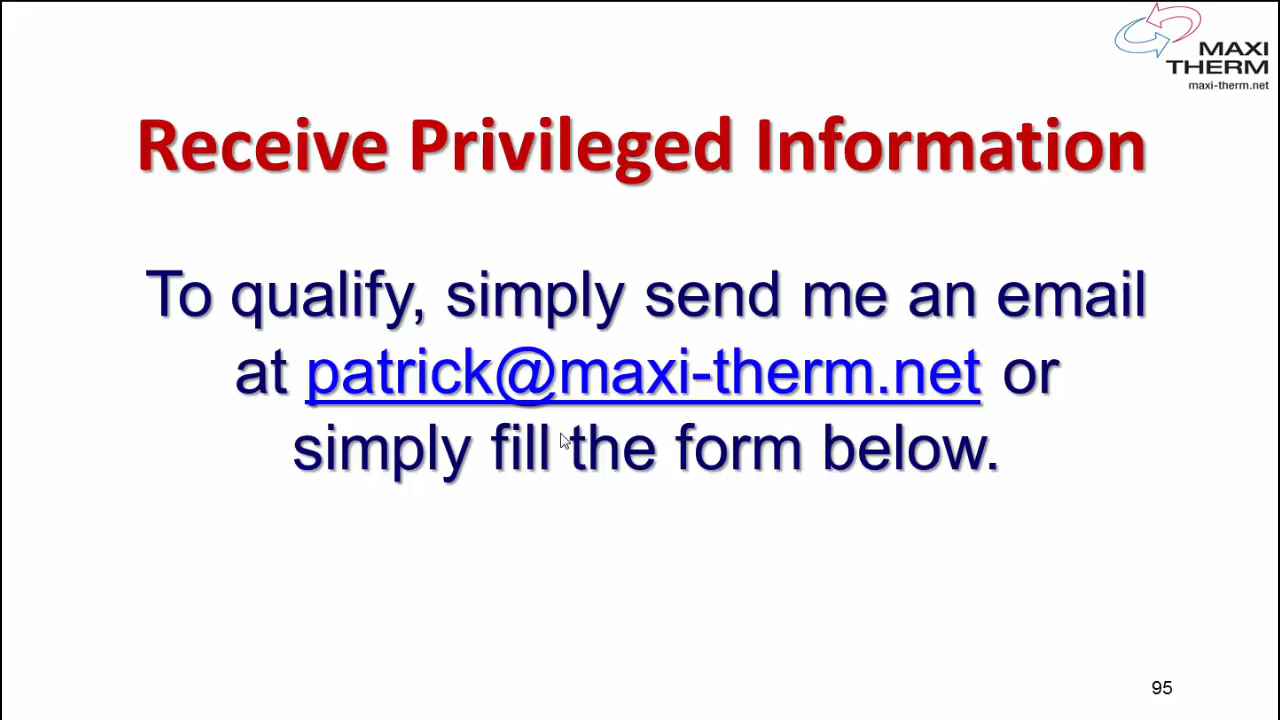 MAXI
THERM
maxi-therm.net
Receive Privileged Information
To qualify, simply send me an email
at patrick@maxi-therm.net or
simply fill the form below.
95